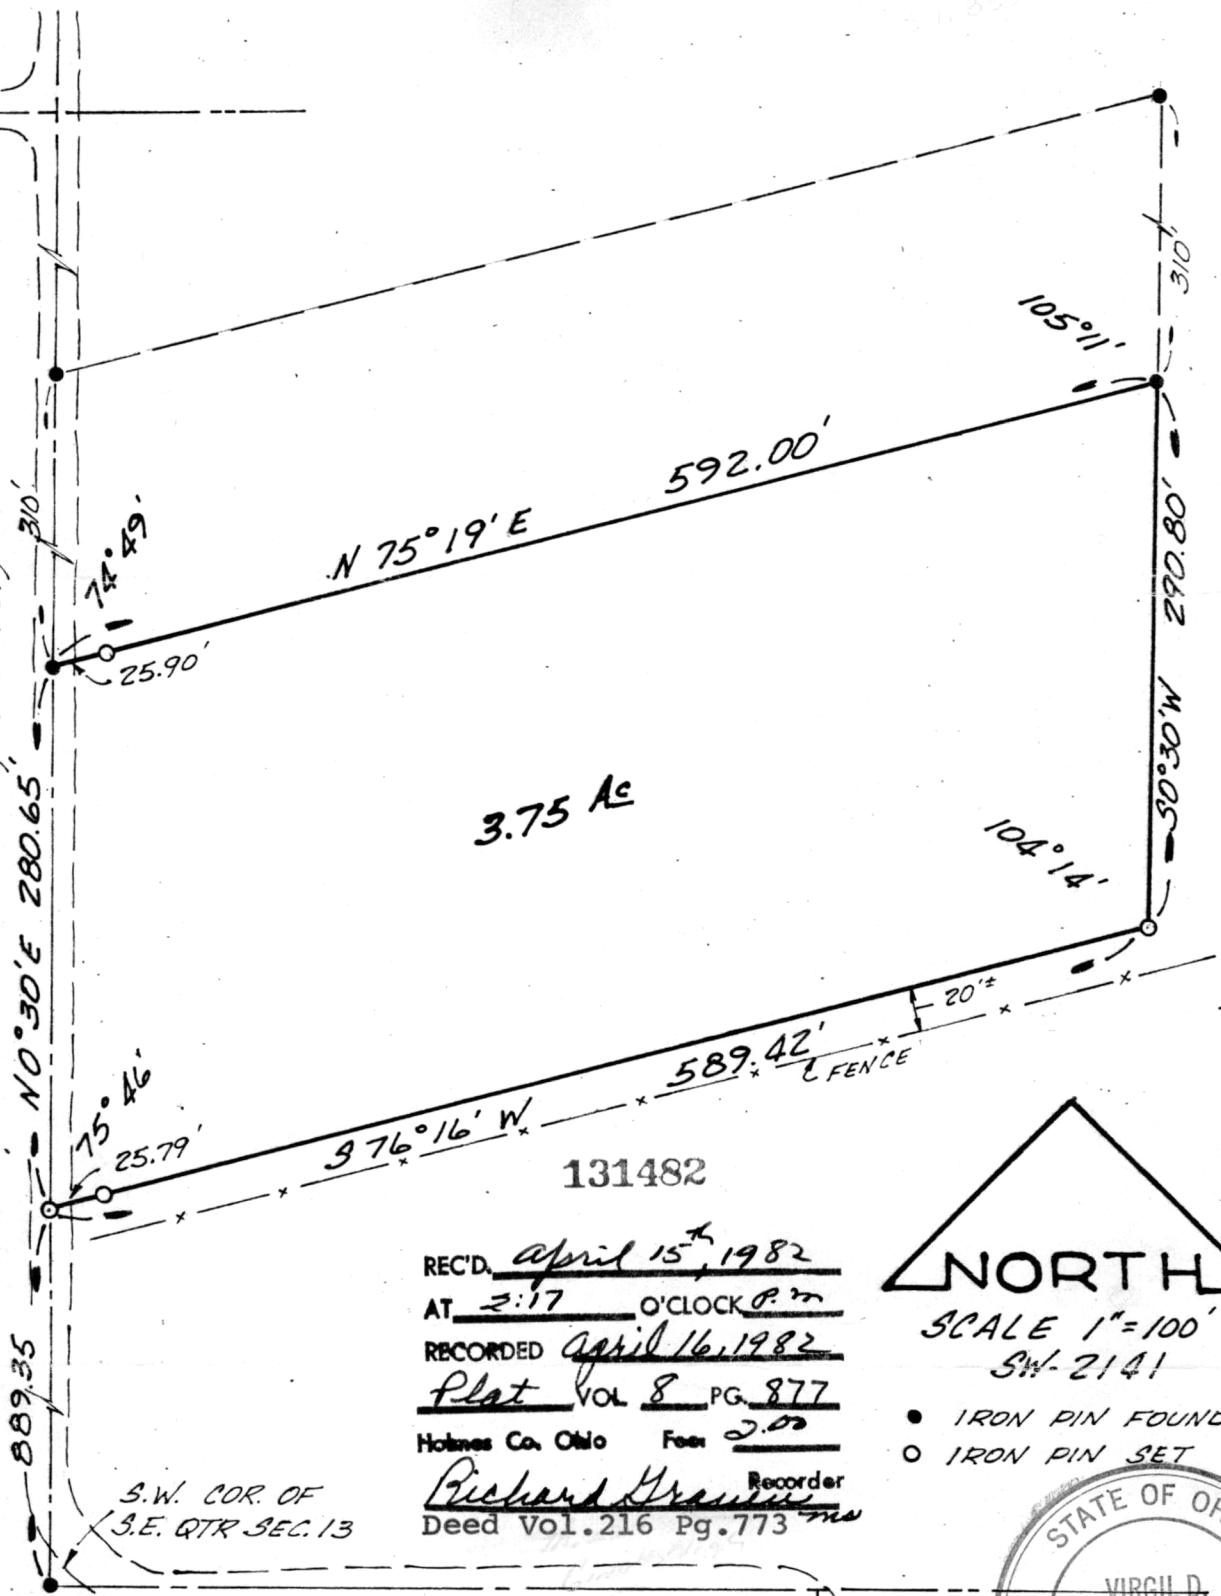 310'
105°11'
592.00'
N 75°19' E
310'
74°49'
25.90'
290.80'
S0°30'W
3.75 Ac
N0°30'E 280.65'
104°14'
20'±
589.42'
℄ FENCE
S 76°16' W
75°46'
25.79'
131482
REC'D. April 15th, 1982
AT 2:17 O'CLOCK P.m
RECORDED April 16, 1982
Plat VOL 8 PG. 877
Holmes Co. Ohio Fee: 2.00
Richard
Recorder
Deed Vol.216 Pg.773
NORTH
SCALE 1"=100'
SW-2141
● IRON PIN FOUND
○ IRON PIN SET
889.35
S.W. COR. OF
S.E. QTR SEC. 13
STATE OF
VIRGIL D.